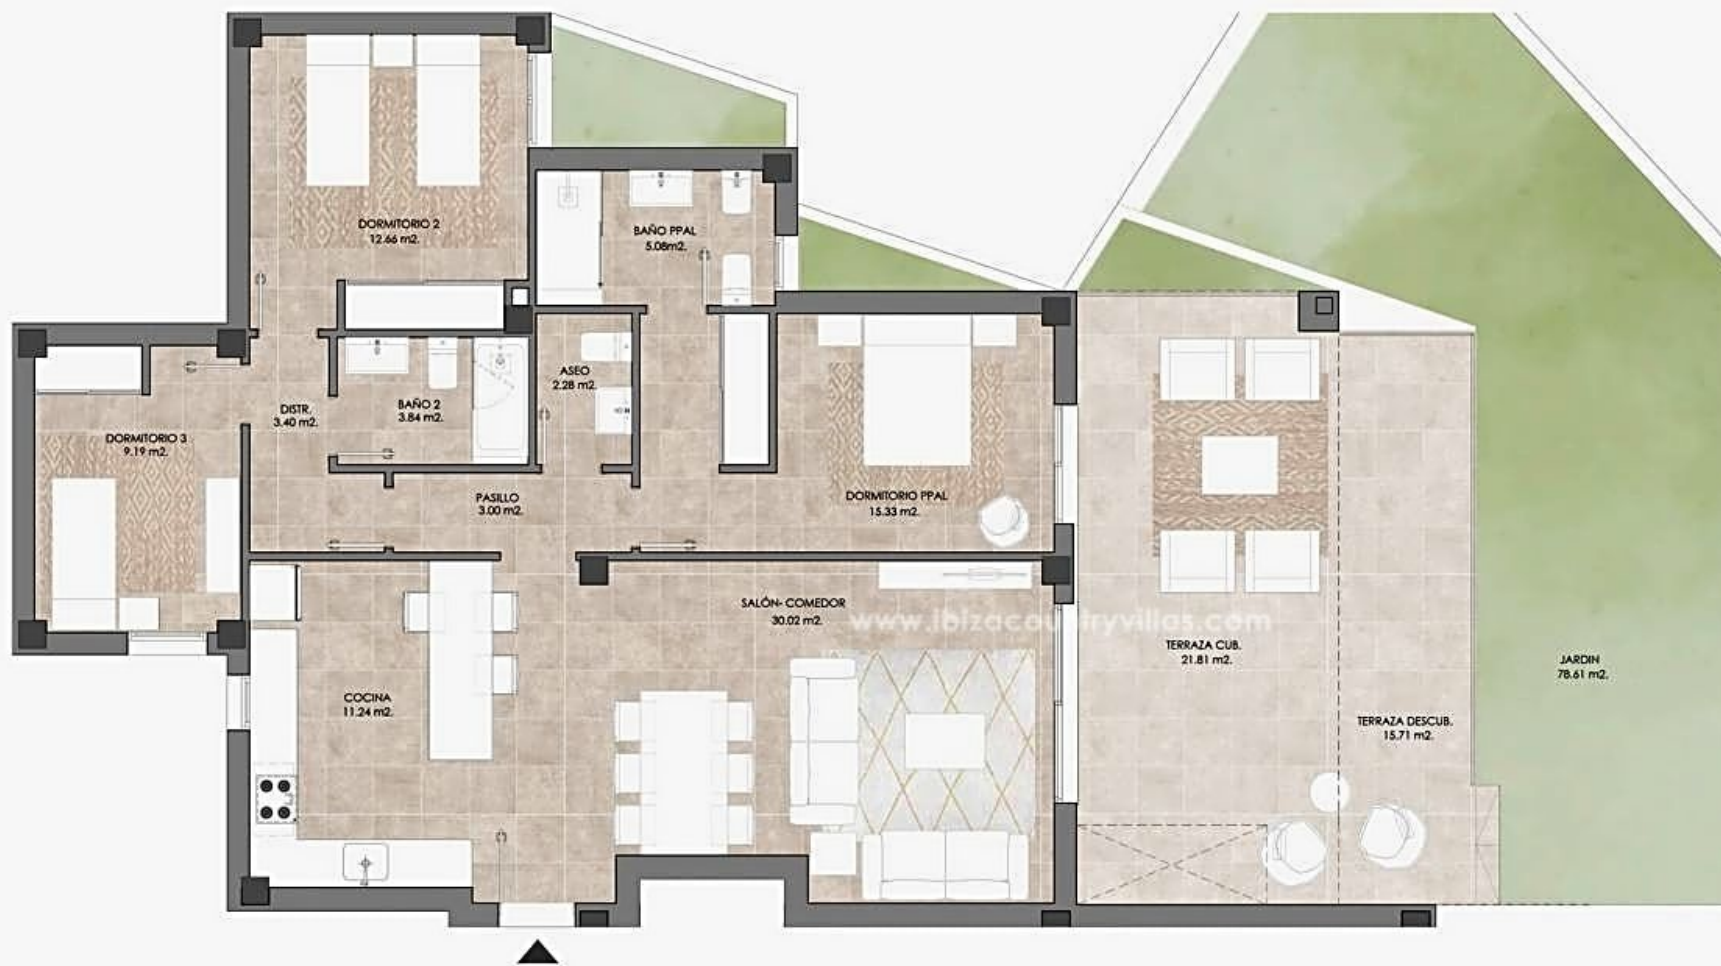 DORMITORIO 2
12.66 m2.
BAÑO PPAL
5.08m2.
ASEO
2.28 m2.
DISTR.
3.40 m2.
BAÑO 2
3.84 m2.
DORMITORIO 3
9.19 m2.
PASILLO
3.00 m2.
DORMITORIO PPAL
15.33 m2.
SALÓN- COMEDOR
30.02 m2.
www.ibizacountryvillas.com
COCINA
11.24 m2.
TERRAZA CUB.
21.81 m2.
JARDIN
78.61 m2.
TERRAZA DESCUB.
15.71 m2.